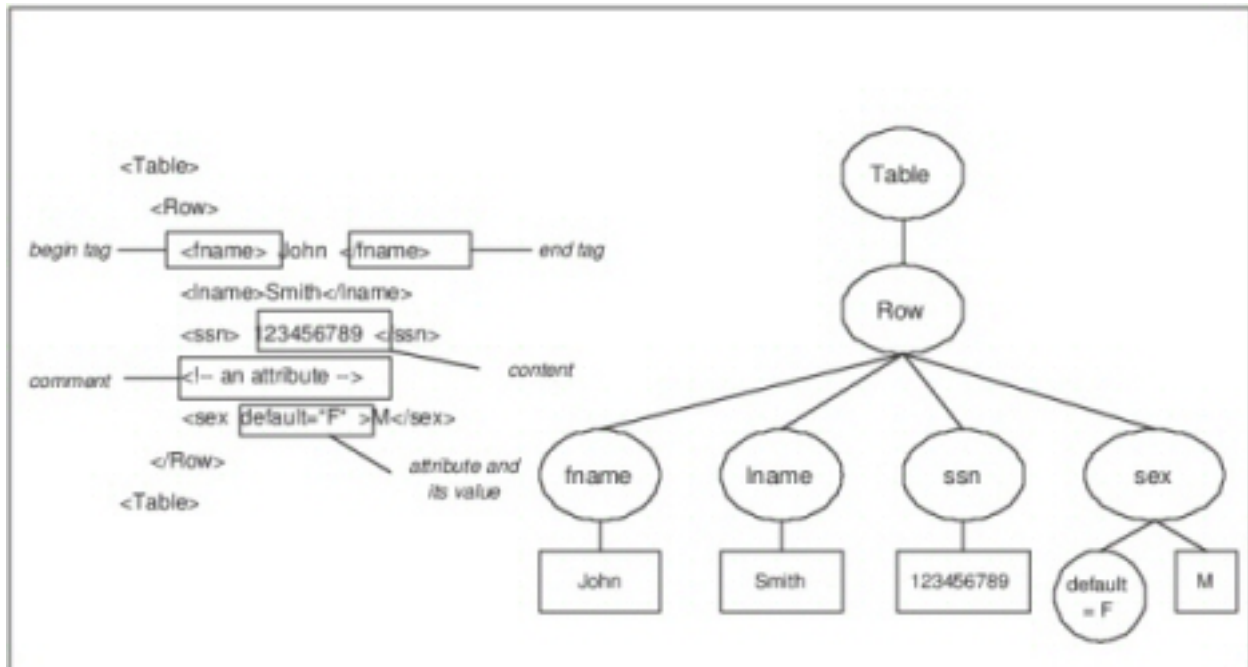 <Table>
<Row>
begin tag <fname> John </fname> end tag
<lname>Smith</lname>
<ssn> 123456789 </ssn>
content
comment <!-- an attribute -->
<sex default="F" >M</sex>
</Row>
attribute and
its value
<Table>
Table
Row
fname lname ssn sex
John Smith 123456789 default
= F M